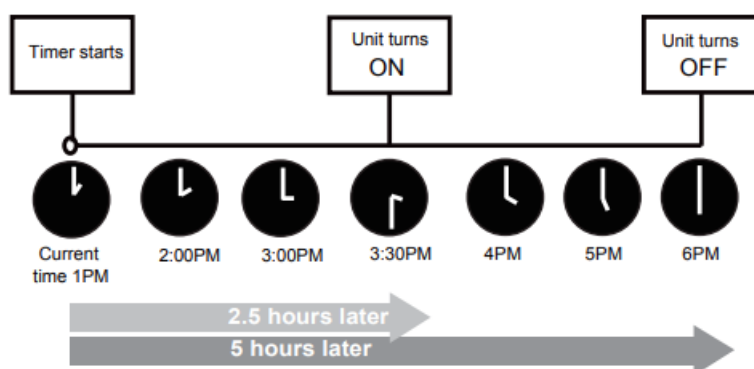 Timer starts
Unit turns
ON
Unit turns
OFF
Current
time 1PM
2:00PM
3:00PM
3:30PM
4PM
5PM
6PM
2.5 hours later
5 hours later